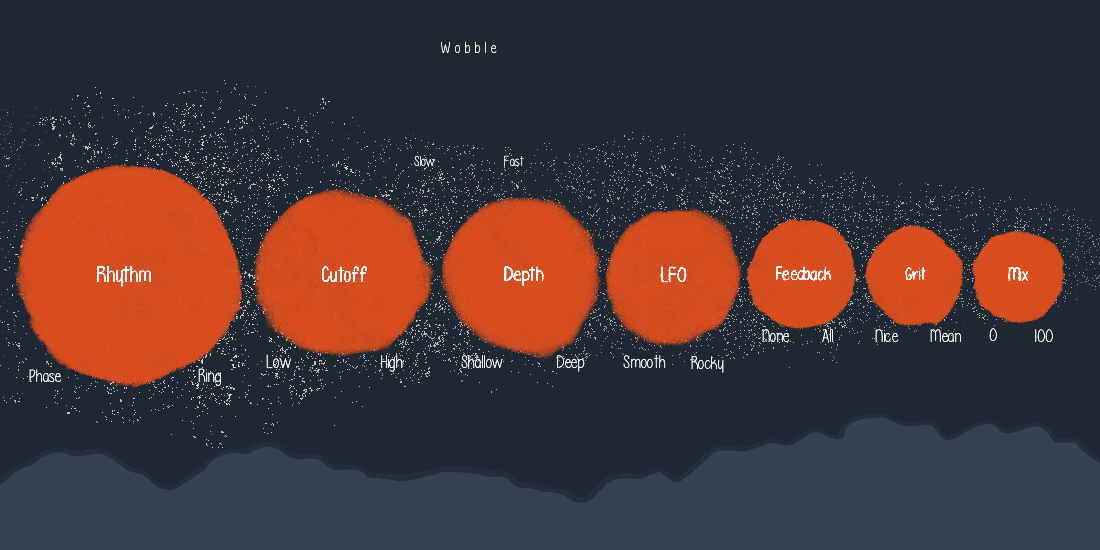 Wobble
Slow Fast
Rhythm Cutoff Depth LFO Feedback Grit Mix
None All Nice Mean 0 100
Low High Shallow Deep Smooth Rocky
Phase Ring